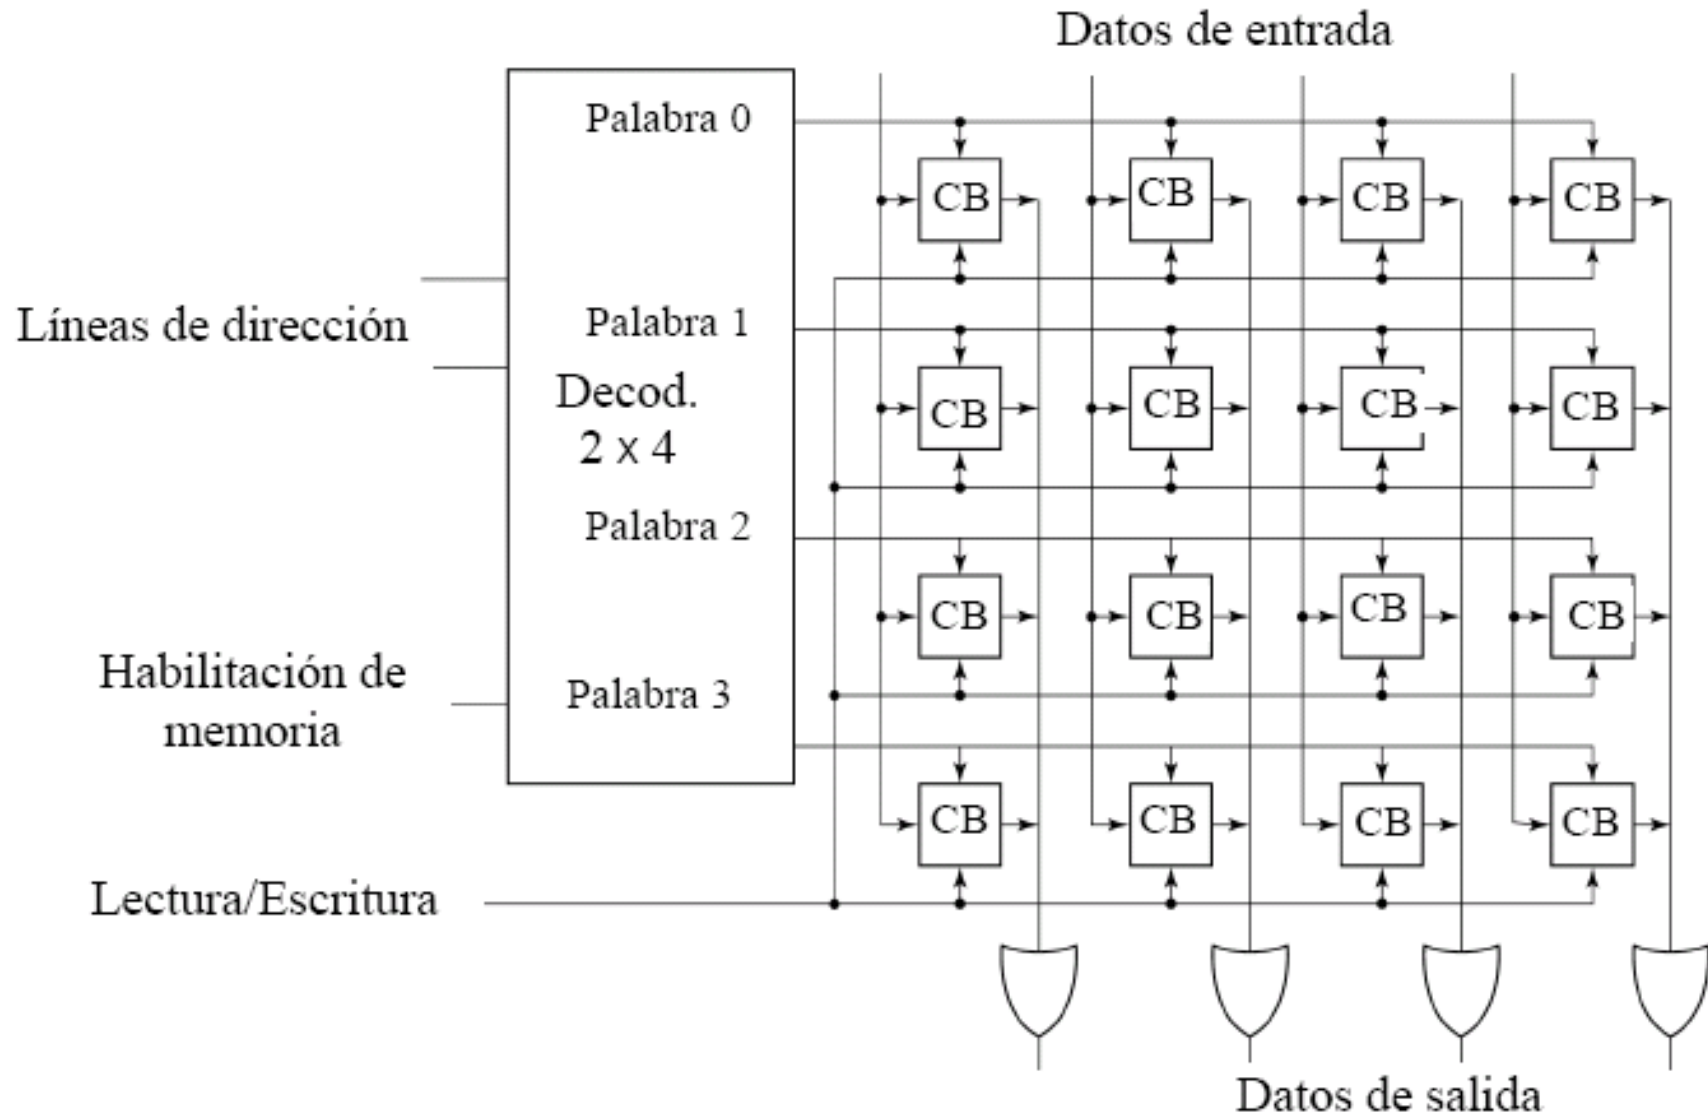 Datos de entrada
Palabra 0
CB CB CB CB
Líneas de dirección
Palabra 1
Decod.
2 x 4
CB CB CB CB
Palabra 2
CB CB CB CB
Habilitación de
memoria
Palabra 3
CB CB CB CB
Lectura/Escritura
Datos de salida